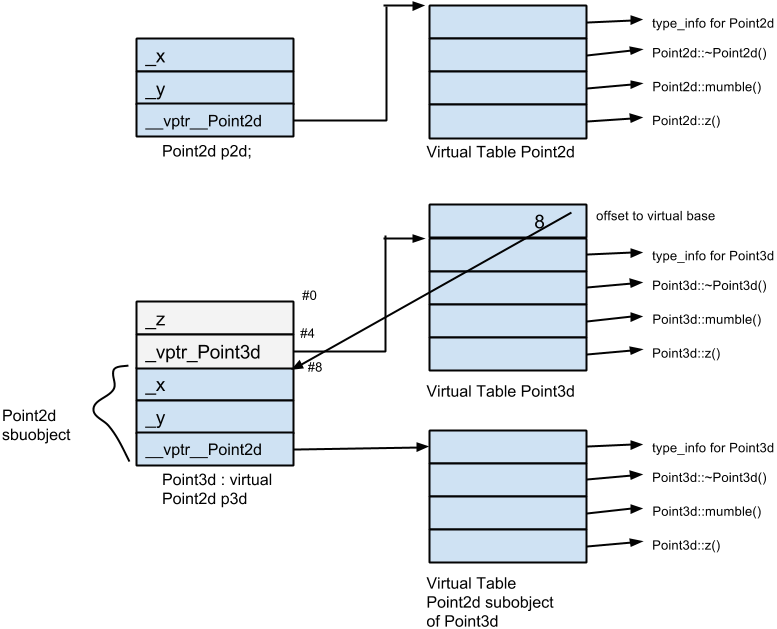 _x
_y
__vptr__Point2d
Point2d p2d;
type_info for Point2d
Point2d::~Point2d()
Point2d::mumble()
Point2d::z()
Virtual Table Point2d
8
offset to virtual base
type_info for Point3d
Point3d::~Point3d()
Point3d::mumble()
Point3d::z()
Virtual Table Point3d
#0
_z
#4
_vptr_Point3d
#8
_x
_y
__vptr__Point2d
Point2d
sbuobject
Point3d : virtual
Point2d p3d
type_info for Point3d
Point3d::~Point3d()
Point3d::mumble()
Point3d::z()
Virtual Table
Point2d subobject
of Point3d